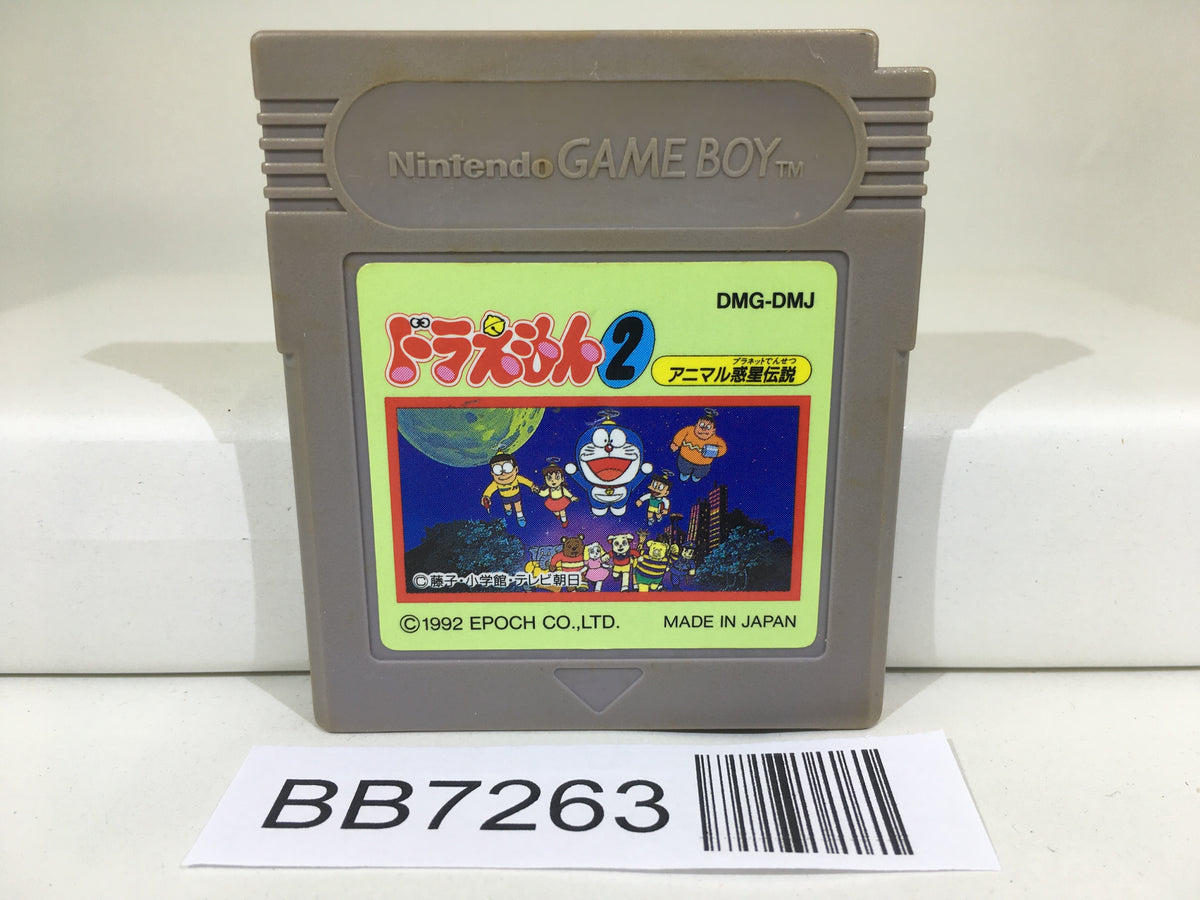 Nintendo GAME BOY TM
DMG-DMJ
ドラえもん2
プラネットでんせつ
アニマル惑星伝説
©藤子・小学館・テレビ朝日
©1992 EPOCH CO.,LTD. MADE IN JAPAN
BB7263